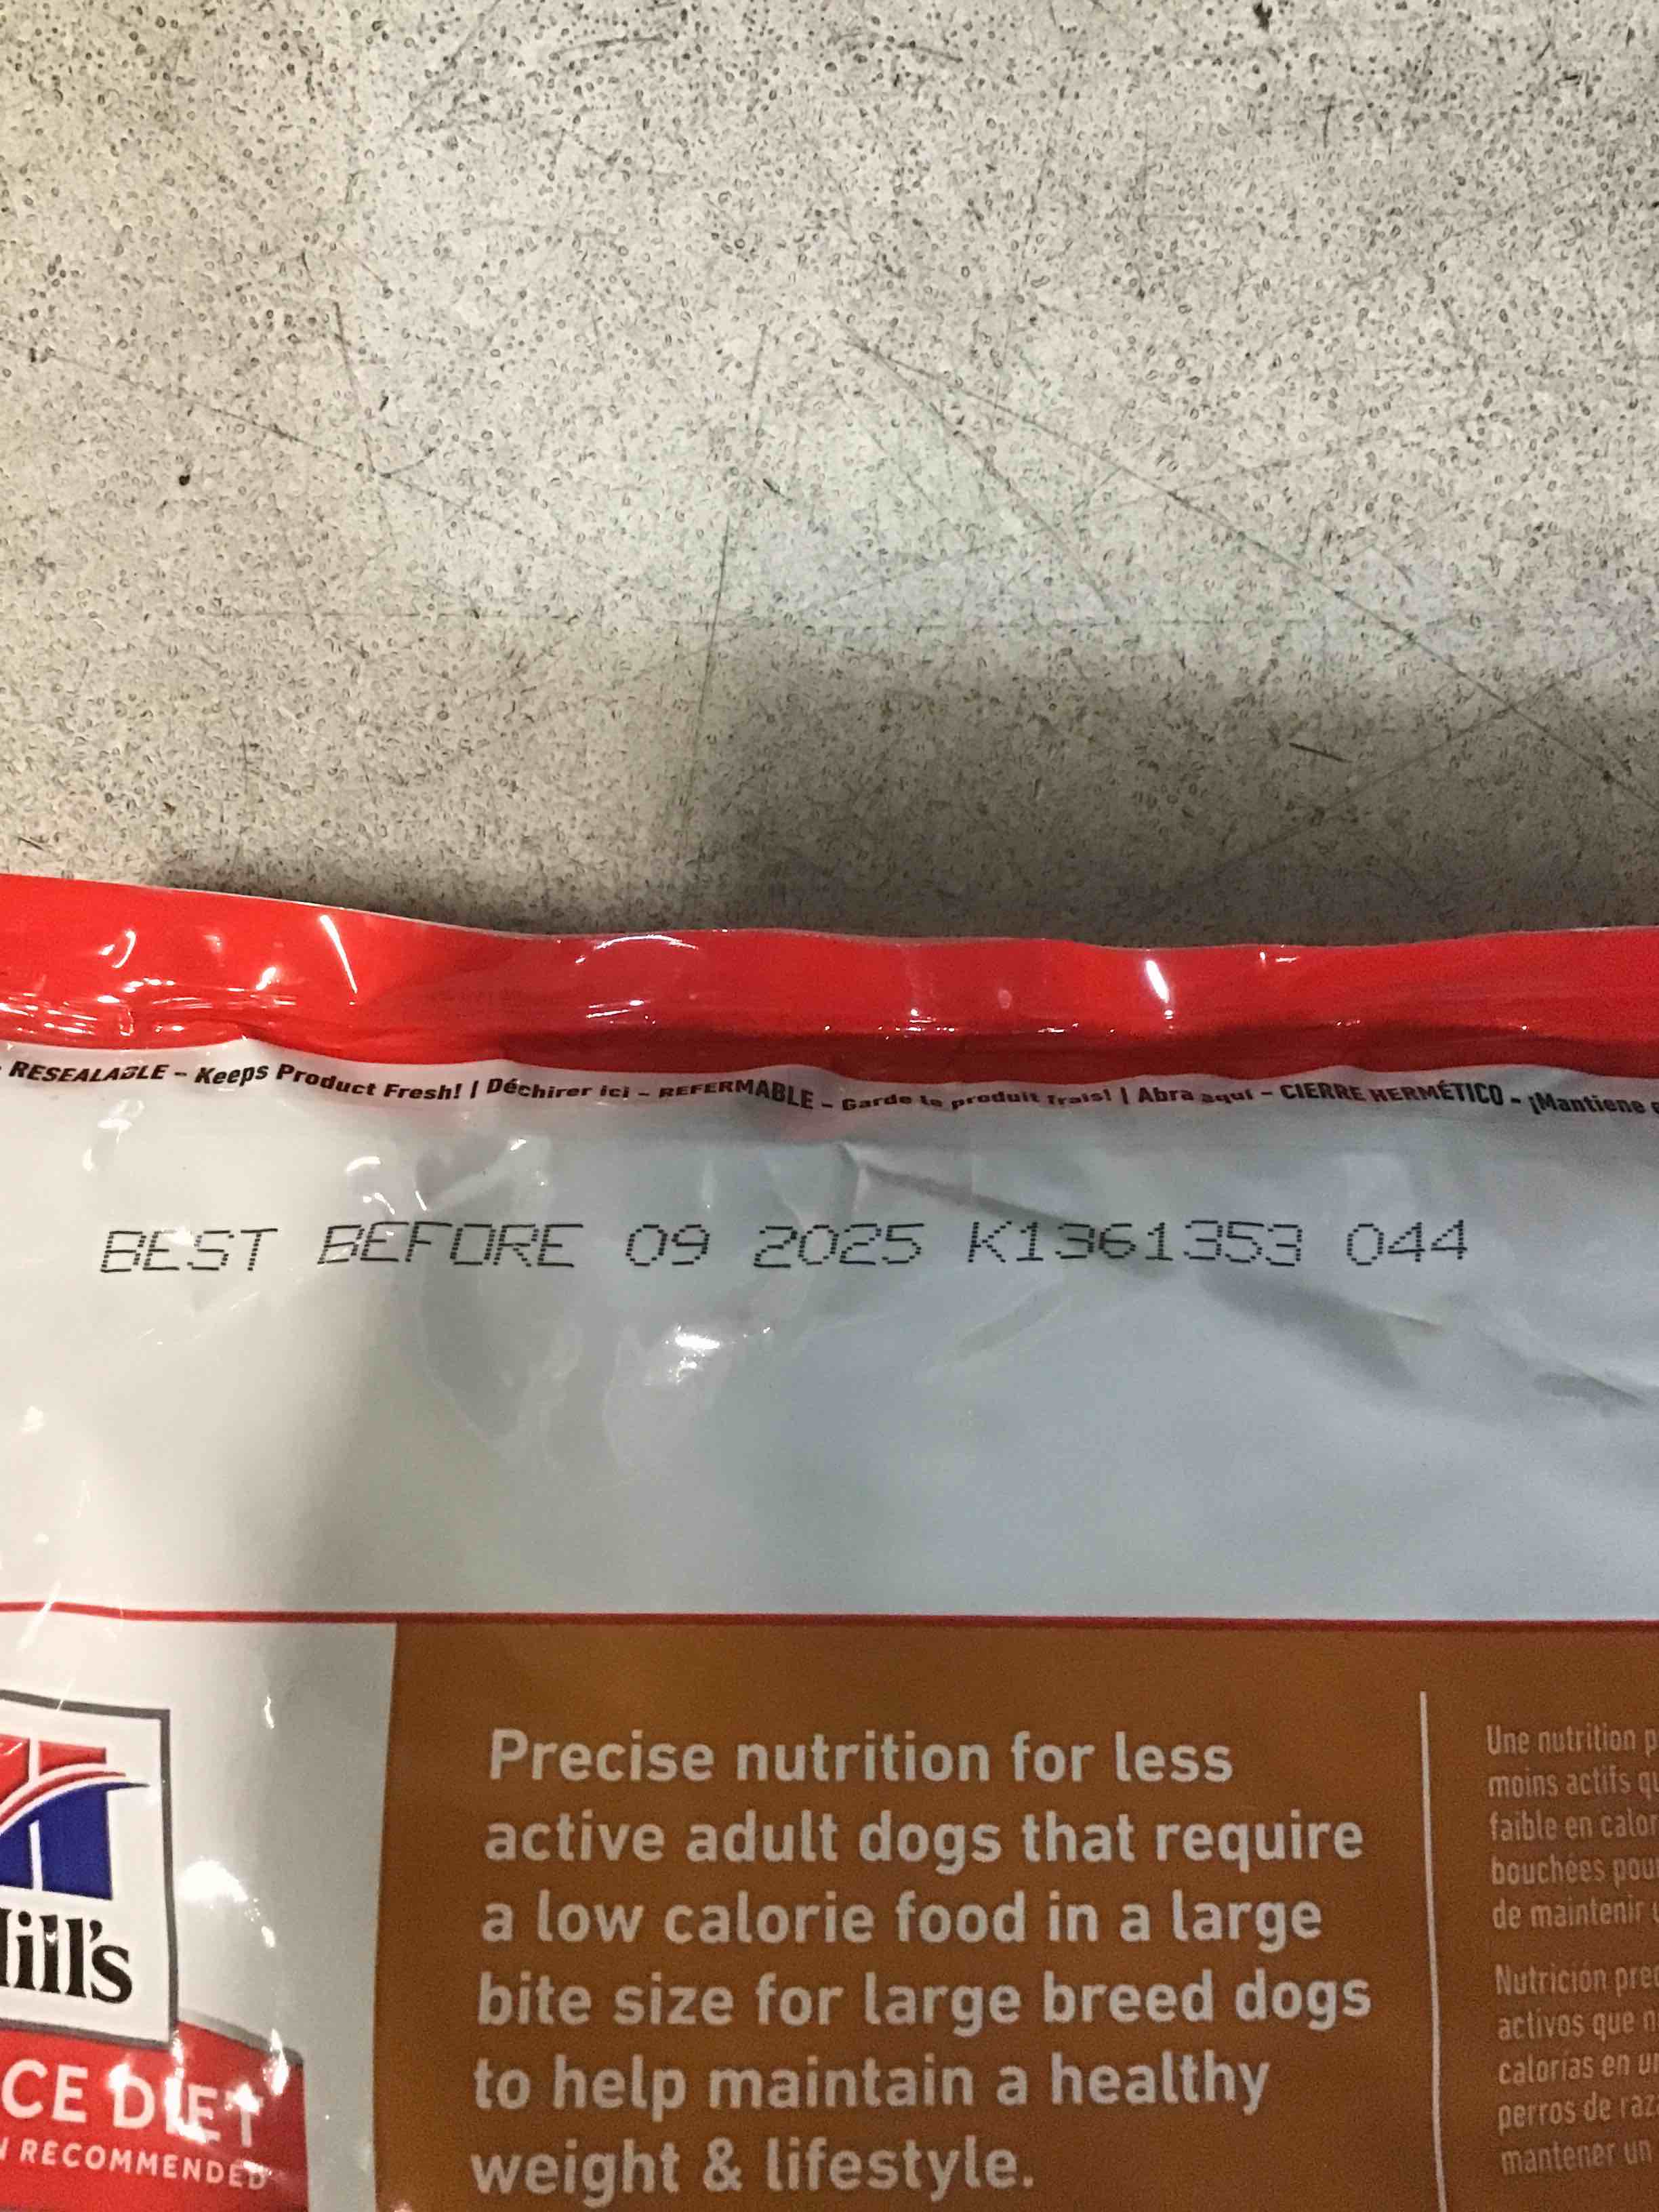 RESEALABLE - Keeps Product Fresh! | Déchirer ici - REFERMABLE - Garde le produit frais! | Abra aquí - CIERRE HERMÉTICO - ¡Mantiene
BEST BEFORE 09 2025 K1361353 044
Hill's
CE DIET
RECOMMENDED
Precise nutrition for less
active adult dogs that require
a low calorie food in a large
bite size for large breed dogs
to help maintain a healthy
weight & lifestyle.
Une nutrition p
moins actifs qu
faible en calor
bouchées pou
de maintenir
Nutrición prec
activos que n
calorías en un
perros de raz
mantener un